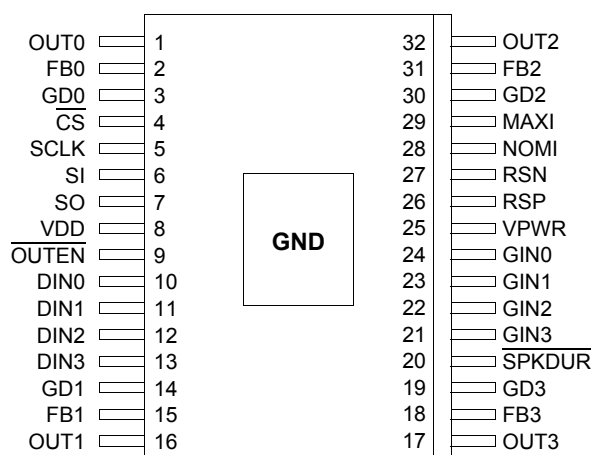 OUT0 1 32 OUT2
FB0 2 31 FB2
GD0 3 30 GD2
C̅S̅ 4 29 MAXI
SCLK 5 28 NOMI
SI 6 27 RSN
SO 7 26 RSP
VDD 8 25 VPWR
O̅U̅T̅E̅N̅ 9 24 GIN0
GND
DIN0 10 23 GIN1
DIN1 11 22 GIN2
DIN2 12 21 GIN3
DIN3 13 20 S̅P̅K̅D̅U̅R̅
GD1 14 19 GD3
FB1 15 18 FB3
OUT1 16 17 OUT3